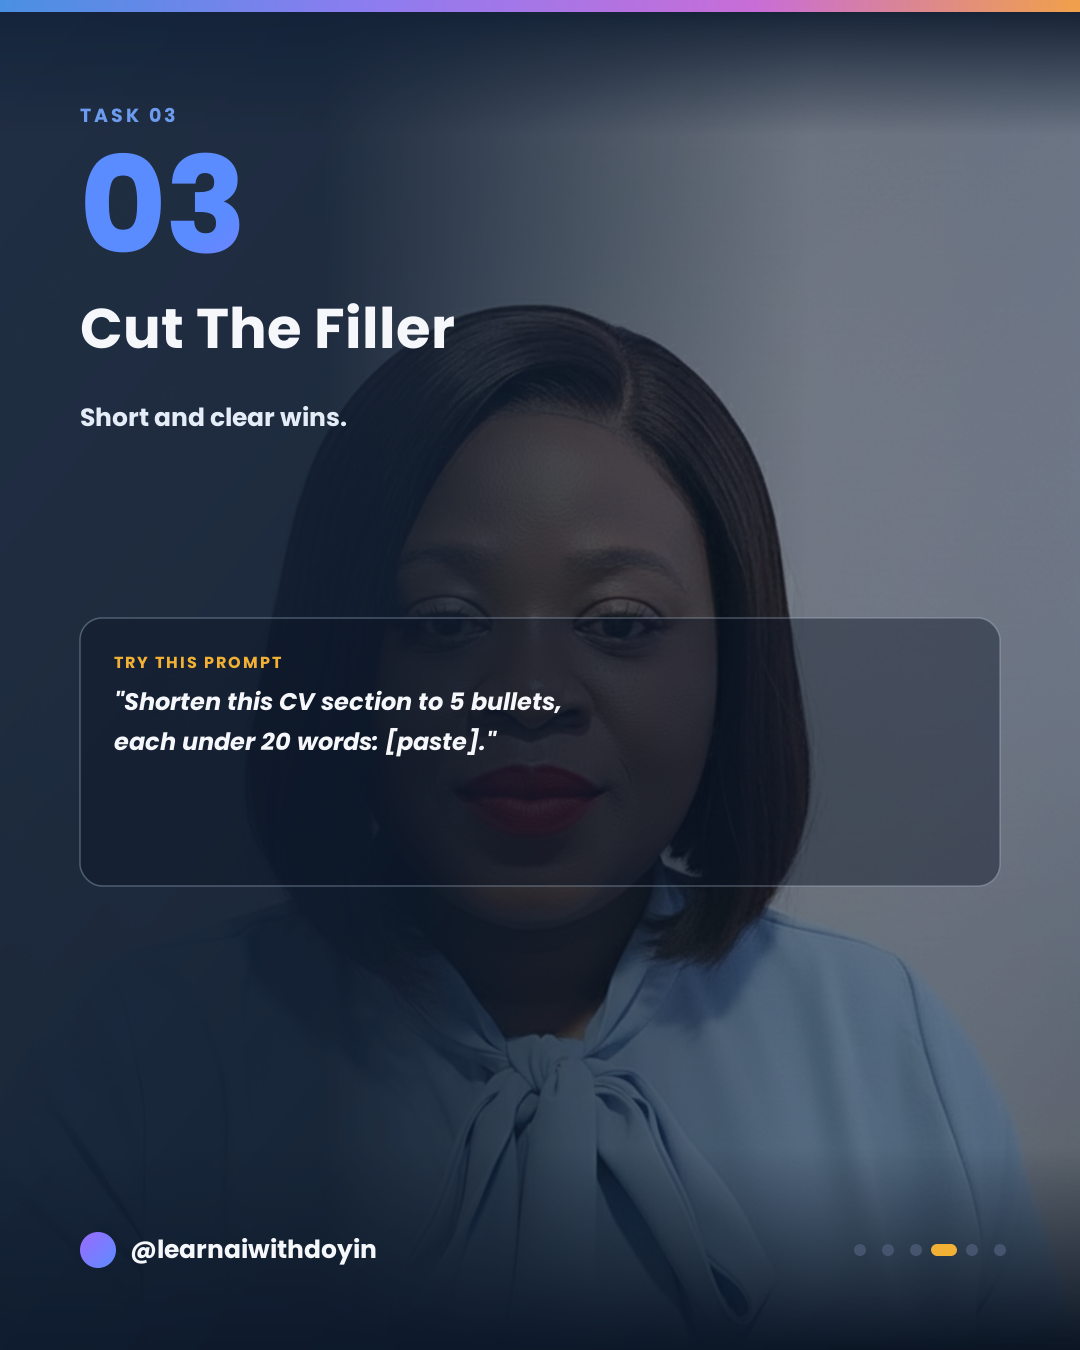 TASK 03
03
Cut The Filler
Short and clear wins.
TRY THIS PROMPT
"Shorten this CV section to 5 bullets,
each under 20 words: [paste]."
@learnaiwithdoyin